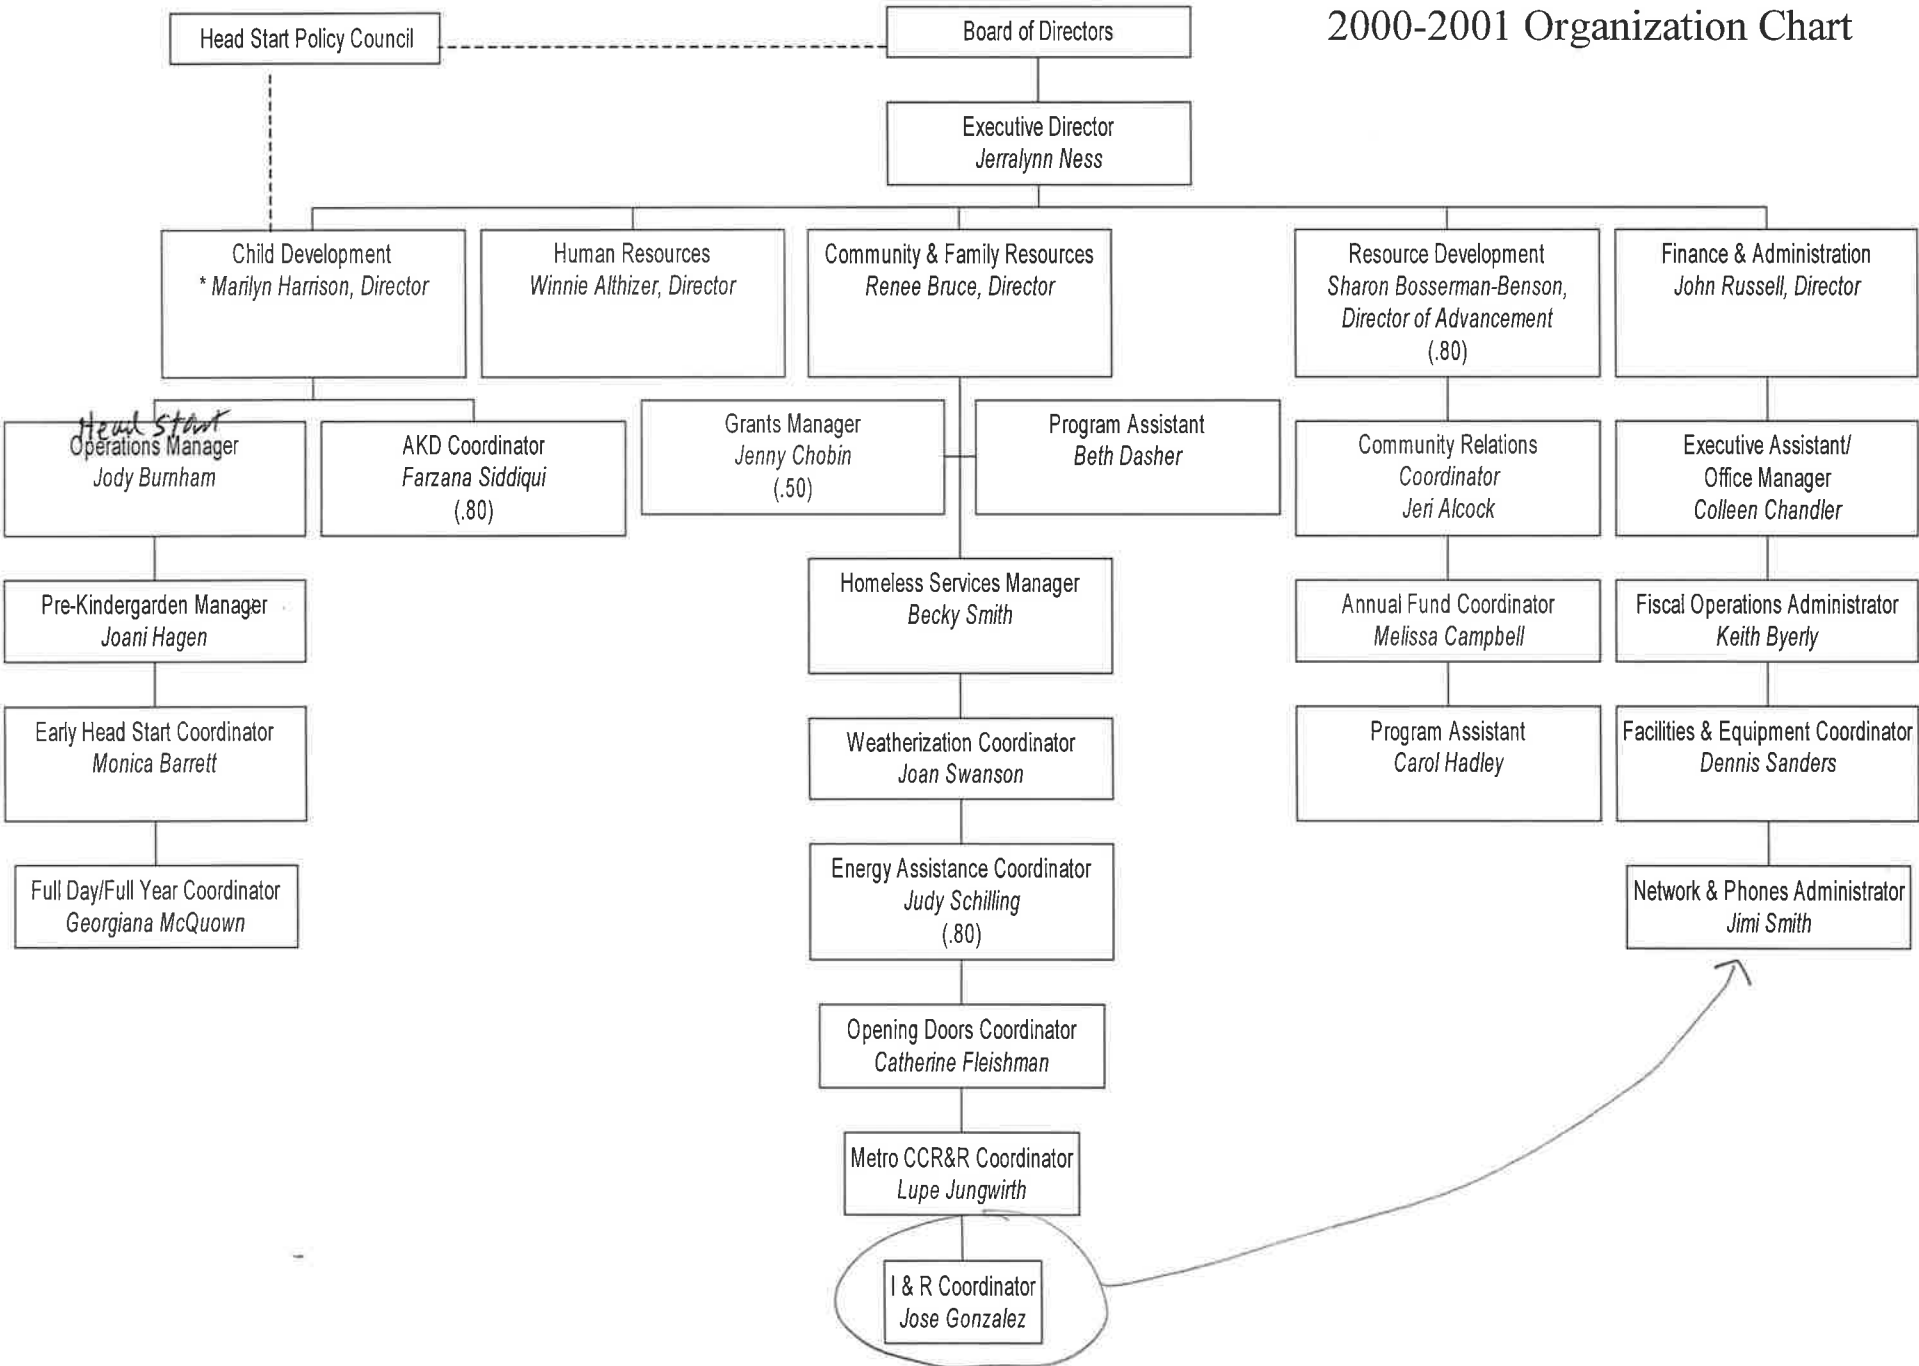 2000-2001 Organization Chart
Head Start Policy Council
Board of Directors
Executive Director
Jerralynn Ness
Child Development
* Marilyn Harrison, Director
Human Resources
Winnie Althizer, Director
Community & Family Resources
Renee Bruce, Director
Resource Development
Sharon Bosserman-Benson,
Director of Advancement
(.80)
Finance & Administration
John Russell, Director
Head Start
Operations Manager
Jody Burnham
AKD Coordinator
Farzana Siddiqui
(.80)
Grants Manager
Jenny Chobin
(.50)
Program Assistant
Beth Dasher
Community Relations
Coordinator
Jeri Alcock
Executive Assistant/
Office Manager
Colleen Chandler
Pre-Kindergarden Manager
Joani Hagen
Homeless Services Manager
Becky Smith
Annual Fund Coordinator
Melissa Campbell
Fiscal Operations Administrator
Keith Byerly
Early Head Start Coordinator
Monica Barrett
Weatherization Coordinator
Joan Swanson
Program Assistant
Carol Hadley
Facilities & Equipment Coordinator
Dennis Sanders
Full Day/Full Year Coordinator
Georgiana McQuown
Energy Assistance Coordinator
Judy Schilling
(.80)
Network & Phones Administrator
Jimi Smith
Opening Doors Coordinator
Catherine Fleishman
Metro CCR&R Coordinator
Lupe Jungwirth
I & R Coordinator
Jose Gonzalez